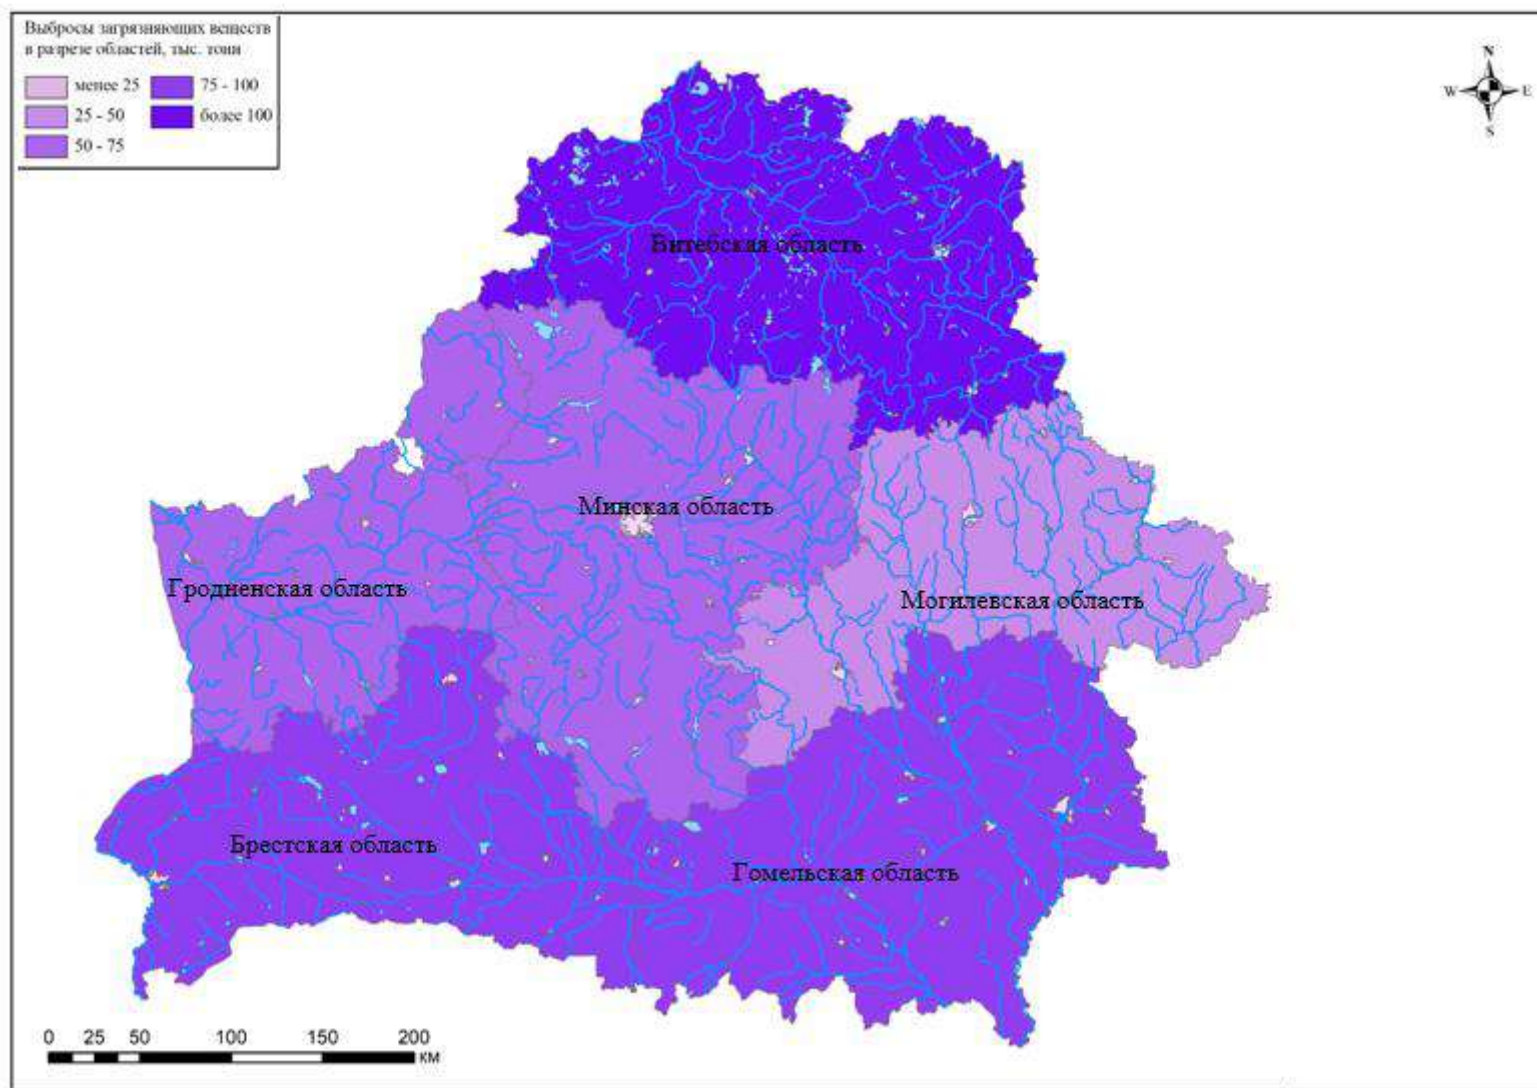 Выбросы загрязняющих веществ
в разрезе областей, тыс. тонн
менее 25
75 - 100
25 - 50
более 100
50 - 75
N
W
E
S
Витебская область
Минская область
Гродненская область
Могилевская область
Брестская область
Гомельская область
0 25 50 100 150 200
КМ